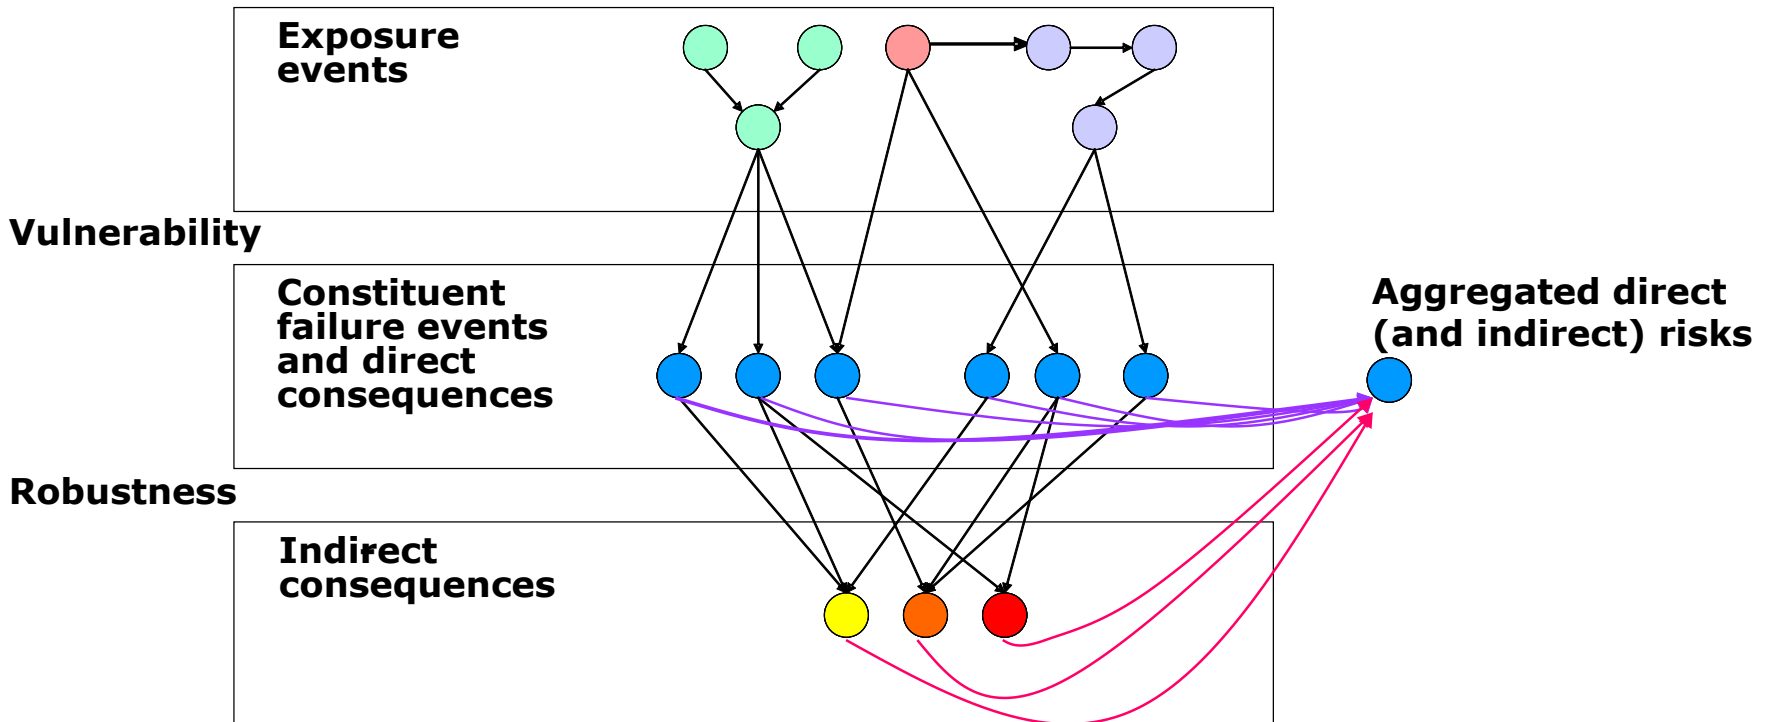 Exposure
events
Vulnerability
Constituent
failure events
and direct
consequences
Aggregated direct
(and indirect) risks
Robustness
Indirect
consequences